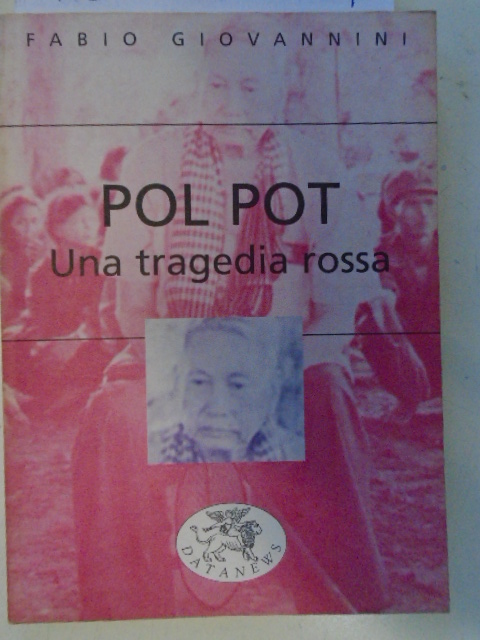 FABIO GIOVANNINI
POL POT
Una tragedia rossa
DATANEWS